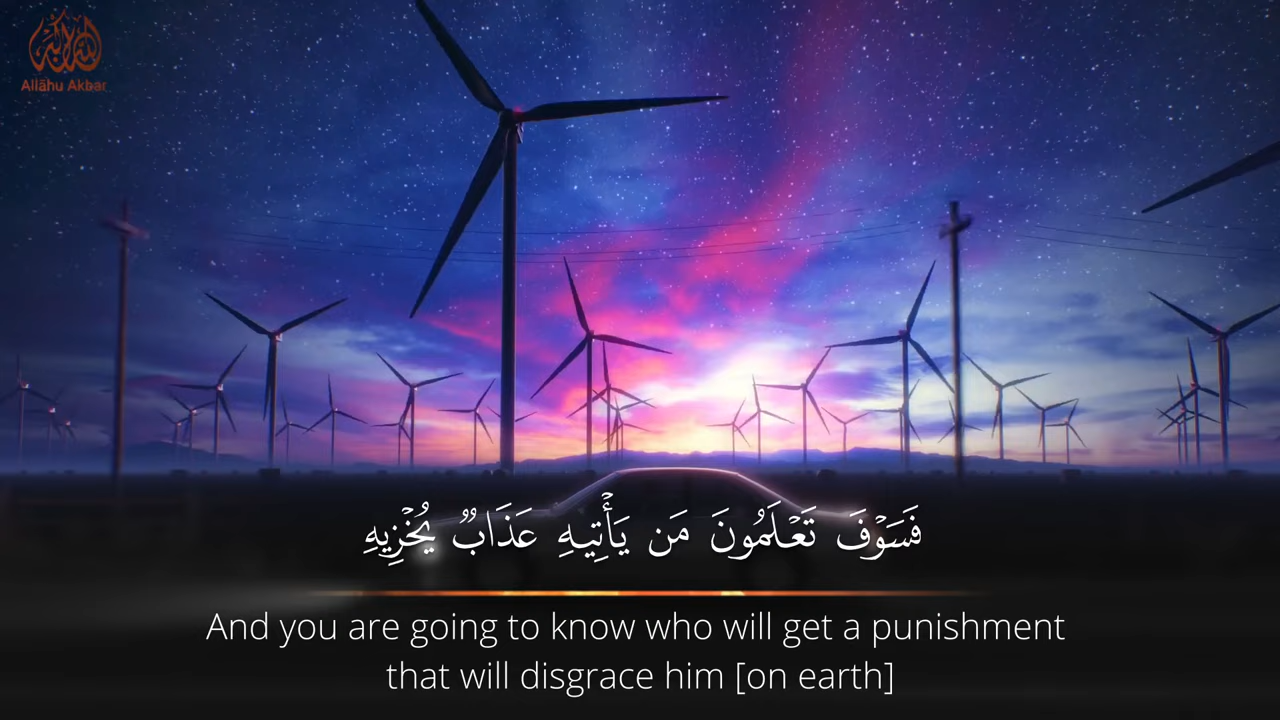 Allāhu Akbar
فَسَوْفَ تَعْلَمُونَ مَن يَأْتِيهِ عَذَابٌ يُخْزِيهِ
And you are going to know who will get a punishment
that will disgrace him [on earth]